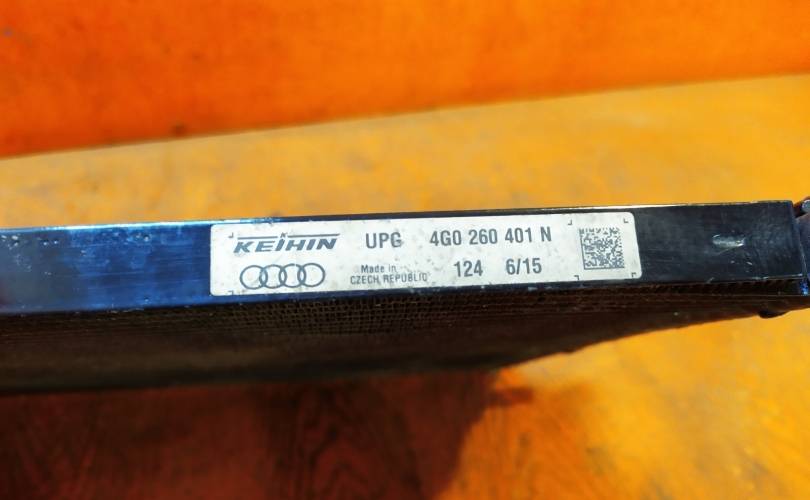 KEIHIN UPG 4G0 260 401 N
Made in
CZECH REPUBLIC
124 6/15